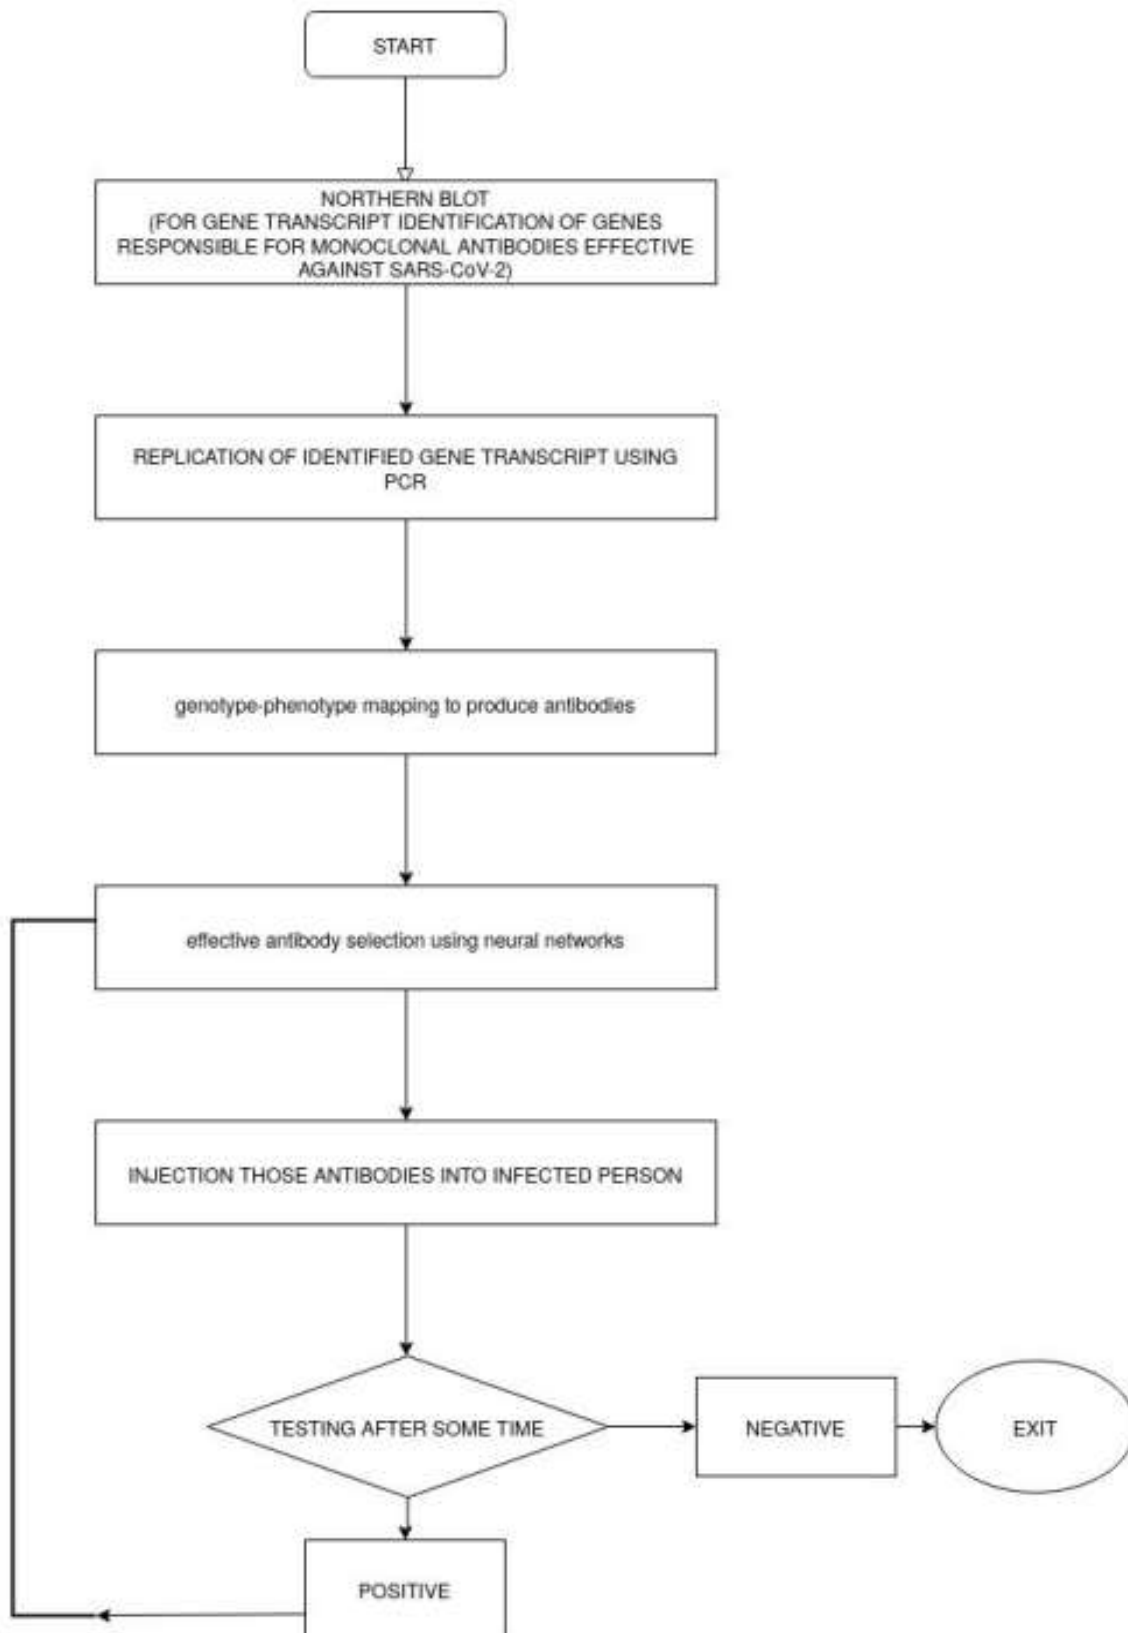 START
NORTHERN BLOT
(FOR GENE TRANSCRIPT IDENTIFICATION OF GENES
RESPONSIBLE FOR MONOCLONAL ANTIBODIES EFFECTIVE
AGAINST SARS-CoV-2)
REPLICATION OF IDENTIFIED GENE TRANSCRIPT USING
PCR
genotype-phenotype mapping to produce antibodies
effective antibody selection using neural networks
INJECTION THOSE ANTIBODIES INTO INFECTED PERSON
TESTING AFTER SOME TIME
NEGATIVE
EXIT
POSITIVE